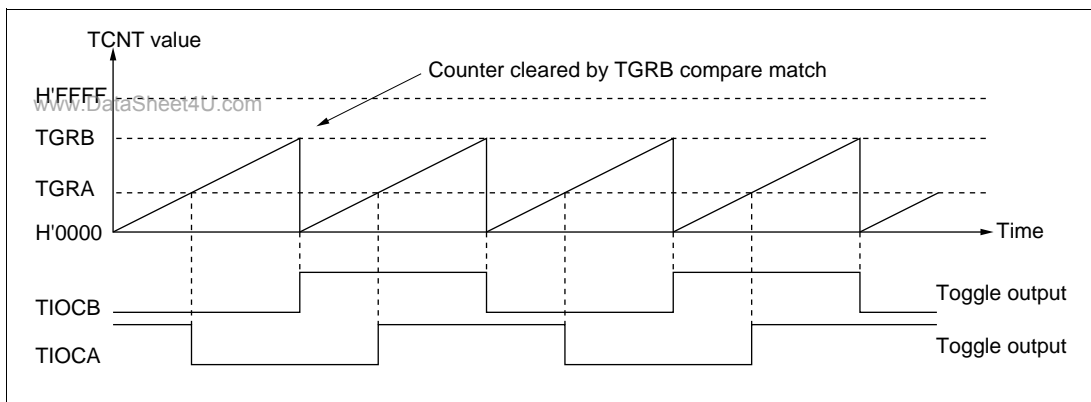 TCNT value
Counter cleared by TGRB compare match
H'FFFF
www.DataSheet4U.com
TGRB
TGRA
H'0000
Time
TIOCB
Toggle output
TIOCA
Toggle output